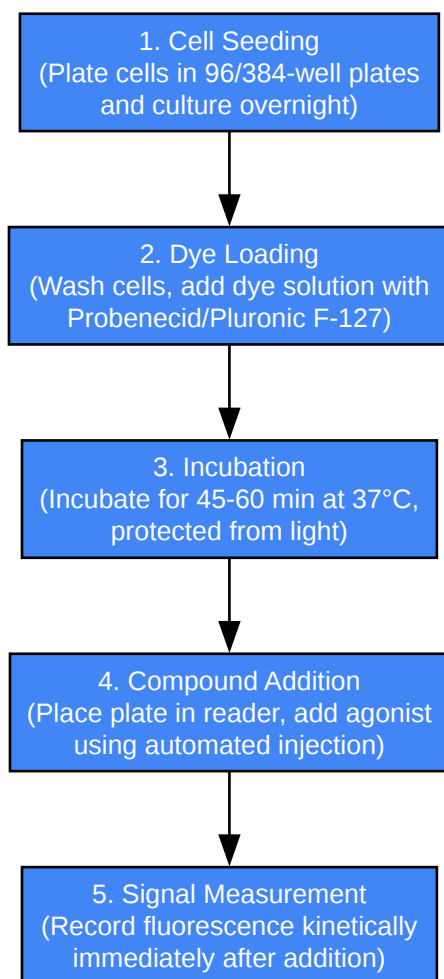 1. Cell Seeding
(Plate cells in 96/384-well plates
and culture overnight)
2. Dye Loading
(Wash cells, add dye solution with
Probenecid/Pluronic F-127)
3. Incubation
(Incubate for 45-60 min at 37°C,
protected from light)
4. Compound Addition
(Place plate in reader, add agonist
using automated injection)
5. Signal Measurement
(Record fluorescence kinetically
immediately after addition)